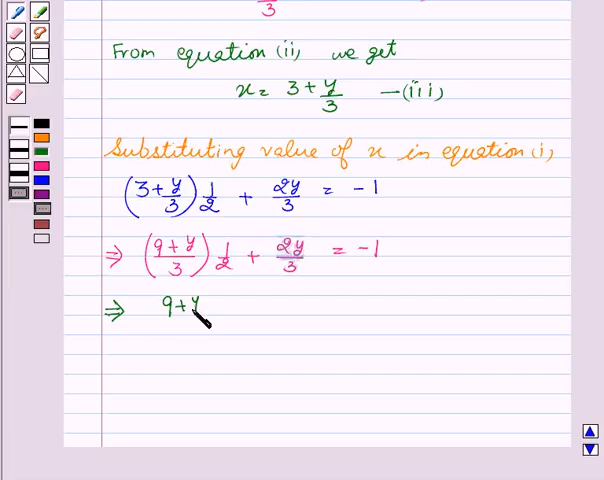 3
From equation (ii) we get
x = 3 + y/3 —(iii)
Substituting value of x in equation (i)
(3 + y/3) 1/2 + 2y/3 = -1
⇒ (9 + y/3) 1/2 + 2y/3 = -1
⇒ 9 + y